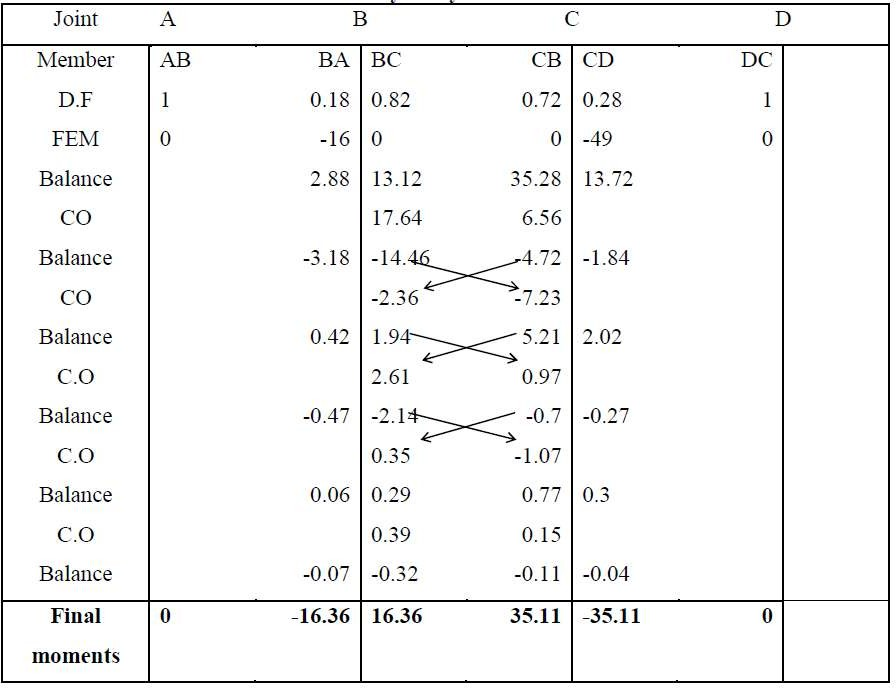 Joint A B C D
Member AB BA BC CB CD DC
D.F 1 0.18 0.82 0.72 0.28 1
FEM 0 -16 0 0 -49 0
Balance 2.88 13.12 35.28 13.72
CO 17.64 6.56
Balance -3.18 -14.46 -4.72 -1.84
CO -2.36 -7.23
Balance 0.42 1.94 5.21 2.02
C.O 2.61 0.97
Balance -0.47 -2.14 -0.7 -0.27
C.O 0.35 -1.07
Balance 0.06 0.29 0.77 0.3
C.O 0.39 0.15
Balance -0.07 -0.32 -0.11 -0.04
Final 0 -16.36 16.36 35.11 -35.11 0
moments